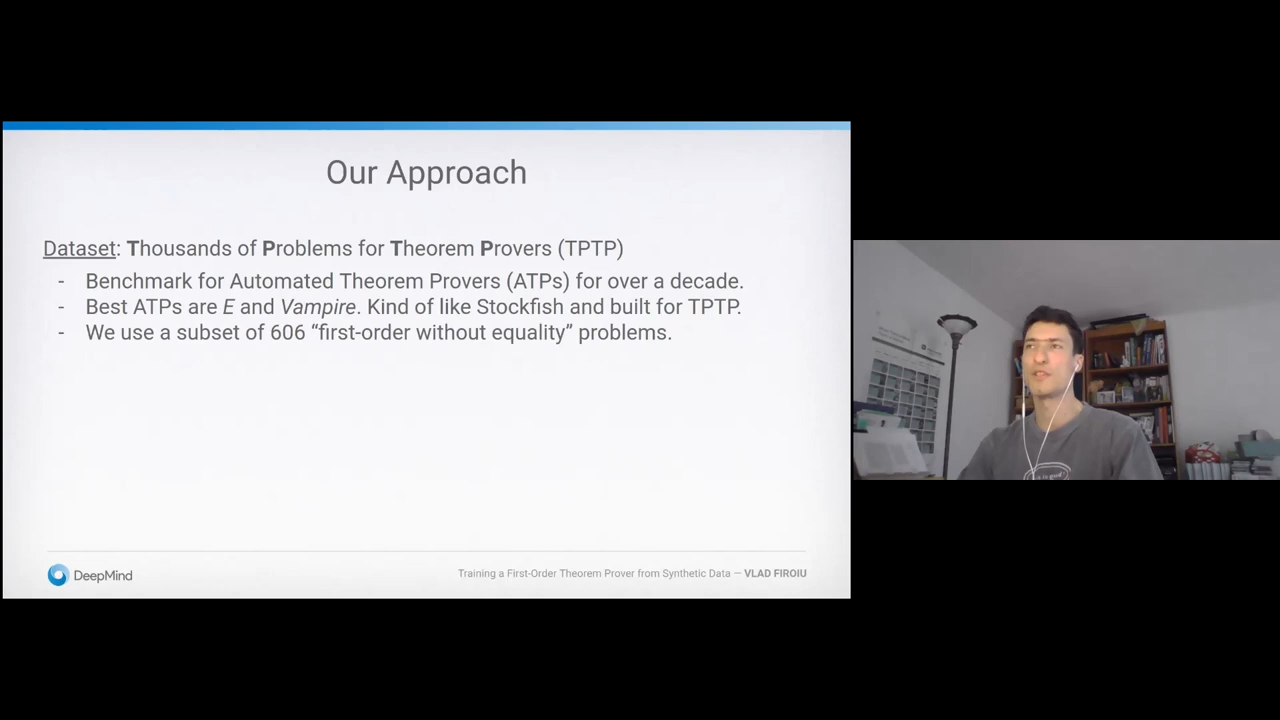 Our Approach
Dataset: Thousands of Problems for Theorem Provers (TPTP)
- Benchmark for Automated Theorem Provers (ATPs) for over a decade.
- Best ATPs are E and Vampire. Kind of like Stockfish and built for TPTP.
- We use a subset of 606 “first-order without equality” problems.
DeepMind
Training a First-Order Theorem Prover from Synthetic Data — VLAD FIROIU